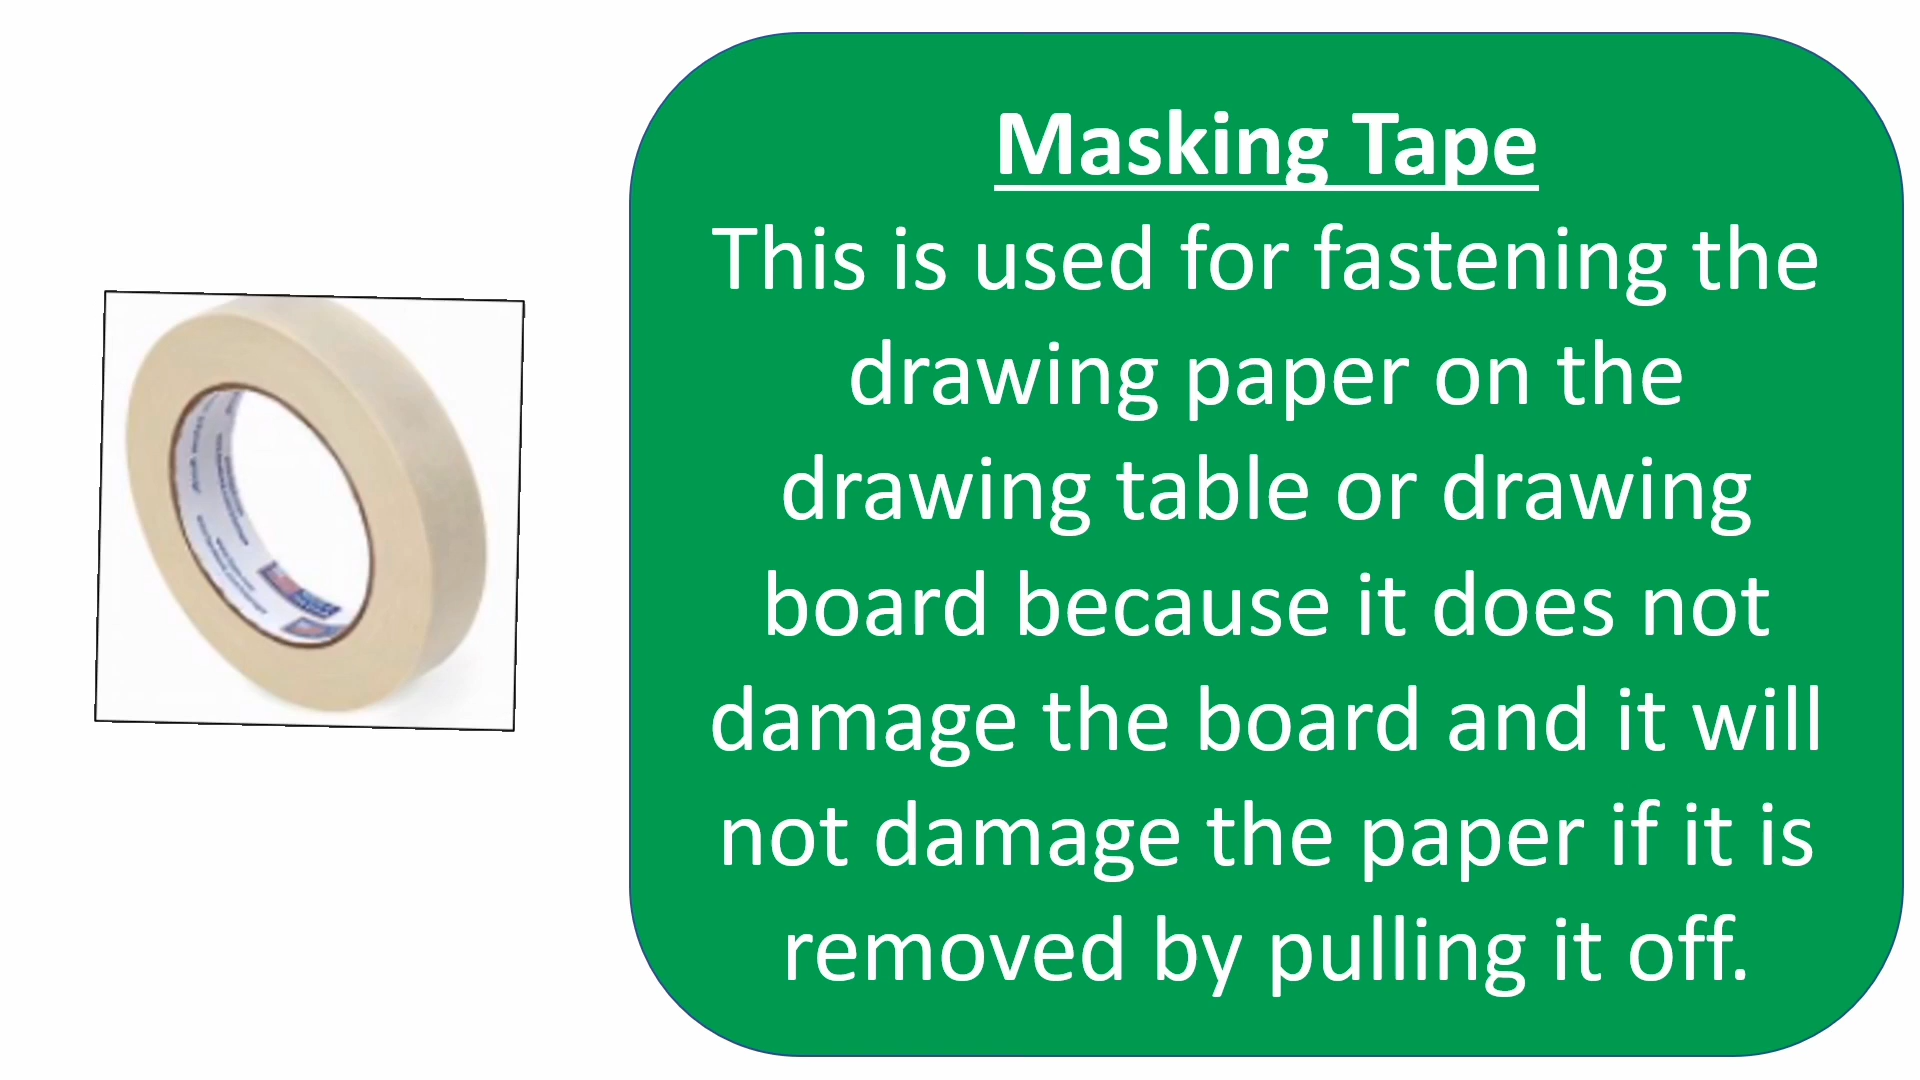 Masking Tape
This is used for fastening the
drawing paper on the
drawing table or drawing
board because it does not
damage the board and it will
not damage the paper if it is
removed by pulling it off.